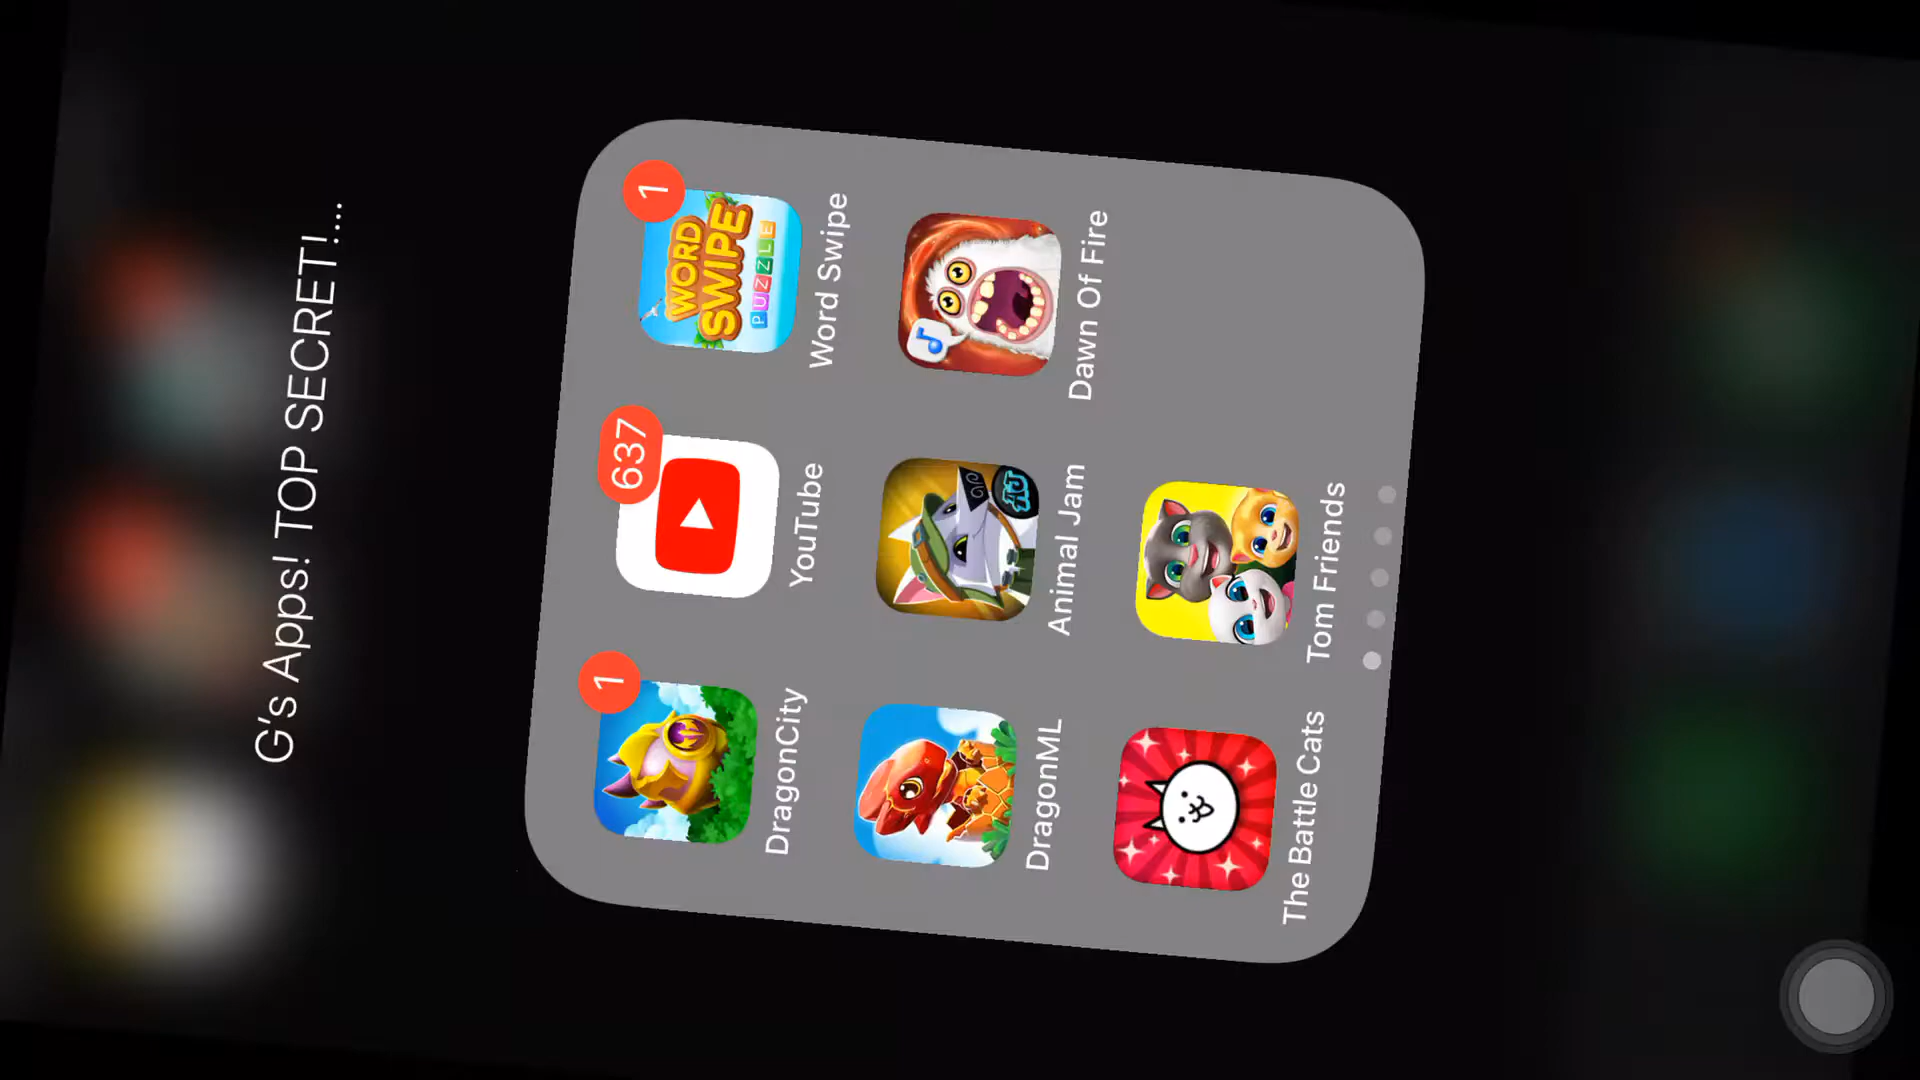 G's Apps! TOP SECRET!...
1
637
1
WORD
SWIPE
PUZZLE
DragonCity
YouTube
Word Swipe
AJ
DragonML
Animal Jam
Dawn Of Fire
The Battle Cats
Tom Friends